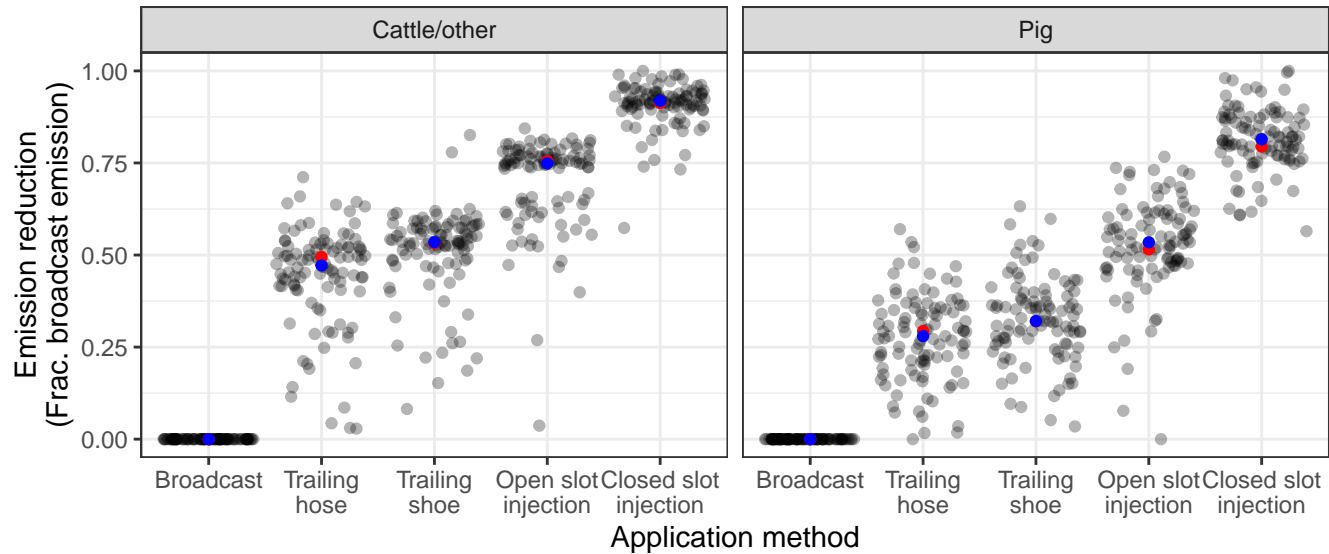 Cattle/other
Pig
Emission reduction
(Frac. broadcast emission)
1.00
0.75
0.50
0.25
0.00
Broadcast
Trailing
hose
Trailing
shoe
Open slot
injection
Closed slot
injection
Broadcast
Trailing
hose
Trailing
shoe
Open slot
injection
Closed slot
injection
Application method